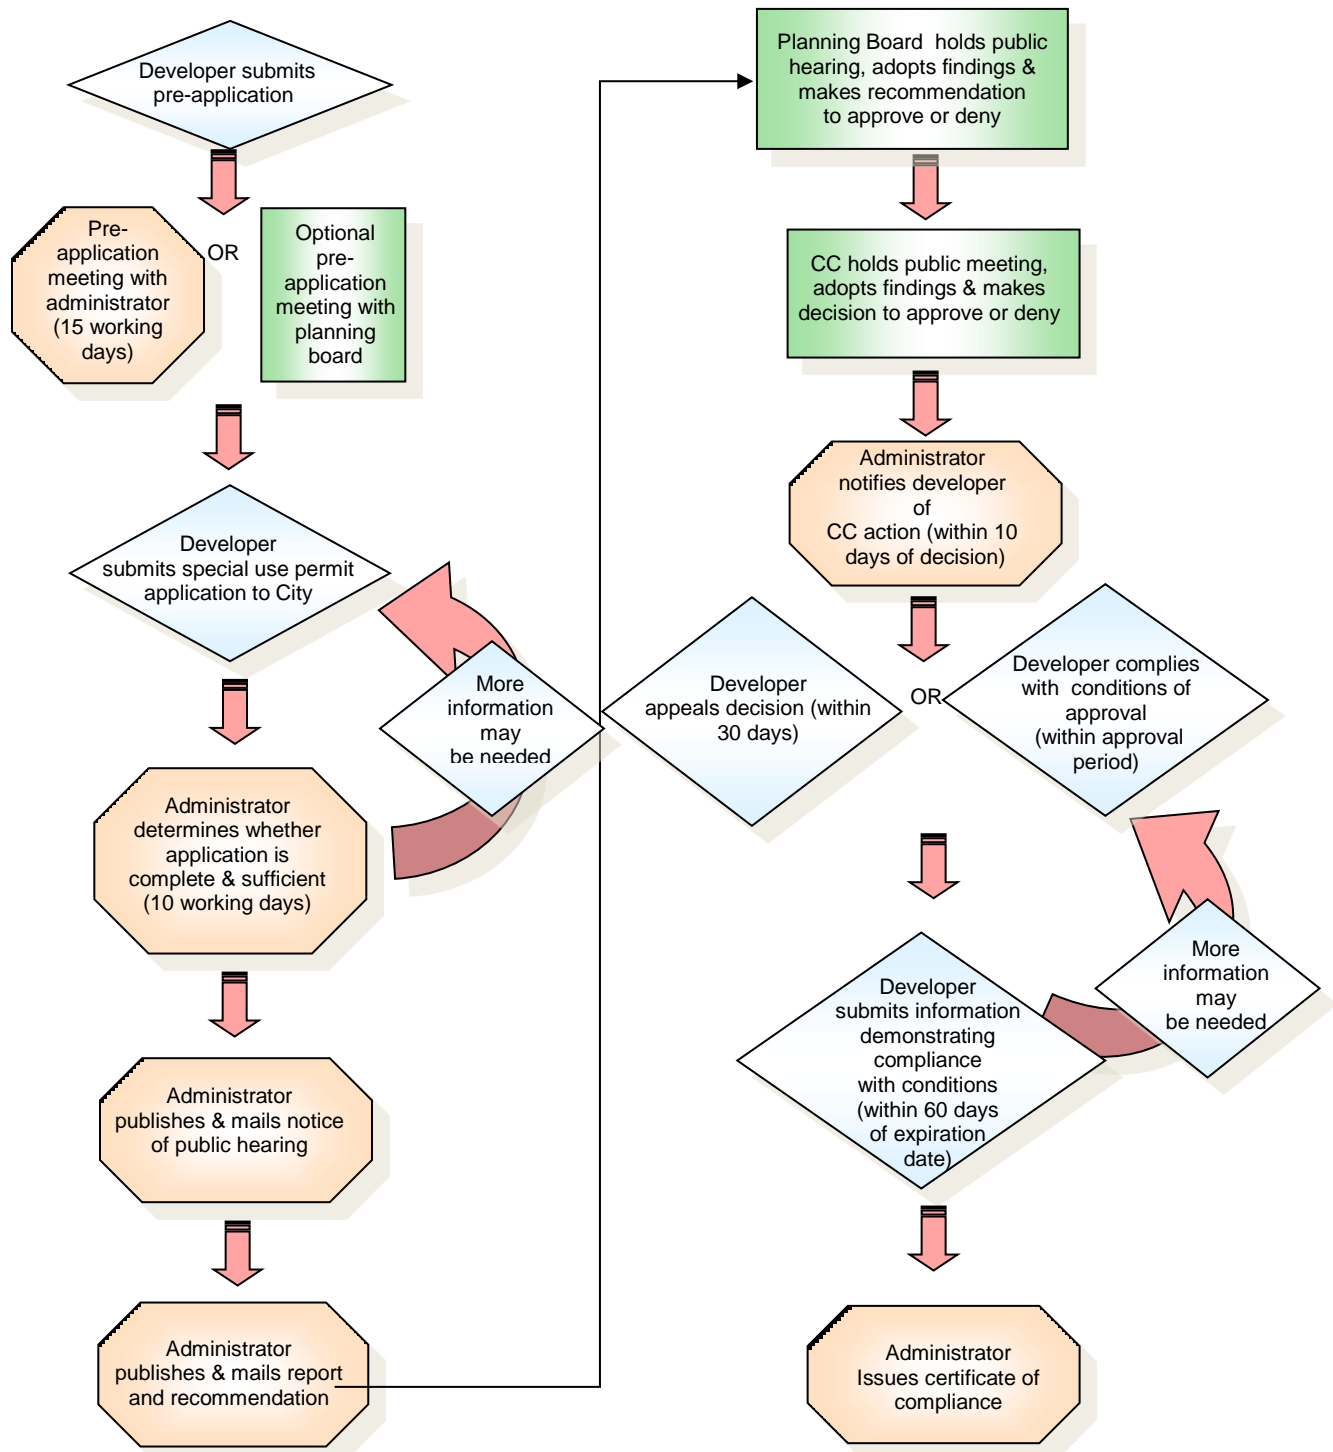 Developer submits
pre-application
Pre-
application
meeting with
administrator
(15 working
days)
OR
Optional
pre-
application
meeting with
planning
board
Developer
submits special use permit
application to City
More
information
may
be needed
Administrator
determines whether
application is
complete & sufficient
(10 working days)
Administrator
publishes & mails notice
of public hearing
Administrator
publishes & mails report
and recommendation
Planning Board holds public
hearing, adopts findings &
makes recommendation
to approve or deny
CC holds public meeting,
adopts findings & makes
decision to approve or deny
Administrator
notifies developer
of
CC action (within 10
days of decision)
Developer
appeals decision (within
30 days)
OR
Developer complies
with conditions of
approval
(within approval
period)
More
information
may
be needed
Developer
submits information
demonstrating
compliance
with conditions
(within 60 days
of expiration
date)
Administrator
Issues certificate of
compliance